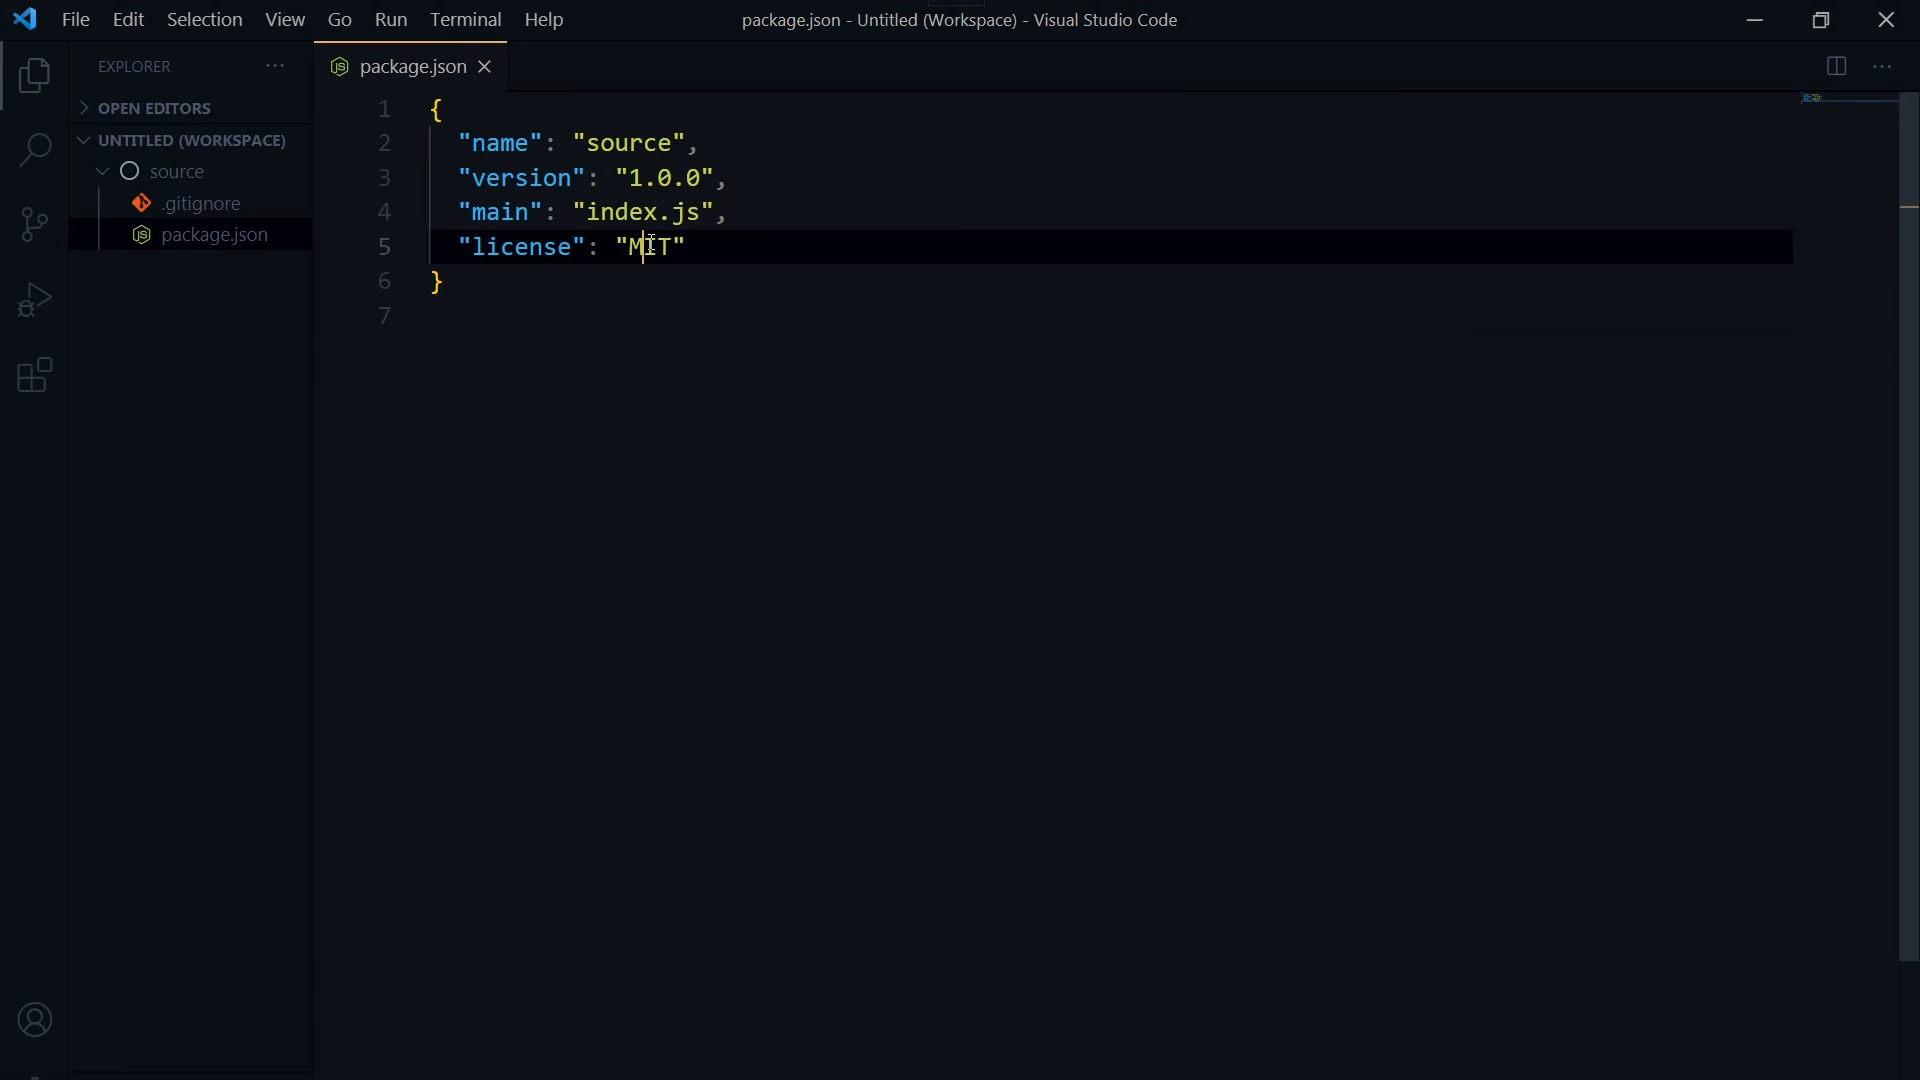 File Edit Selection View Go Run Terminal Help
package.json - Untitled (Workspace) - Visual Studio Code
EXPLORER
package.json
OPEN EDITORS
UNTITLED (WORKSPACE)
source
.gitignore
package.json
1 {
2 "name": "source",
3 "version": "1.0.0",
4 "main": "index.js",
5 "license": "MIT"
6 }
7